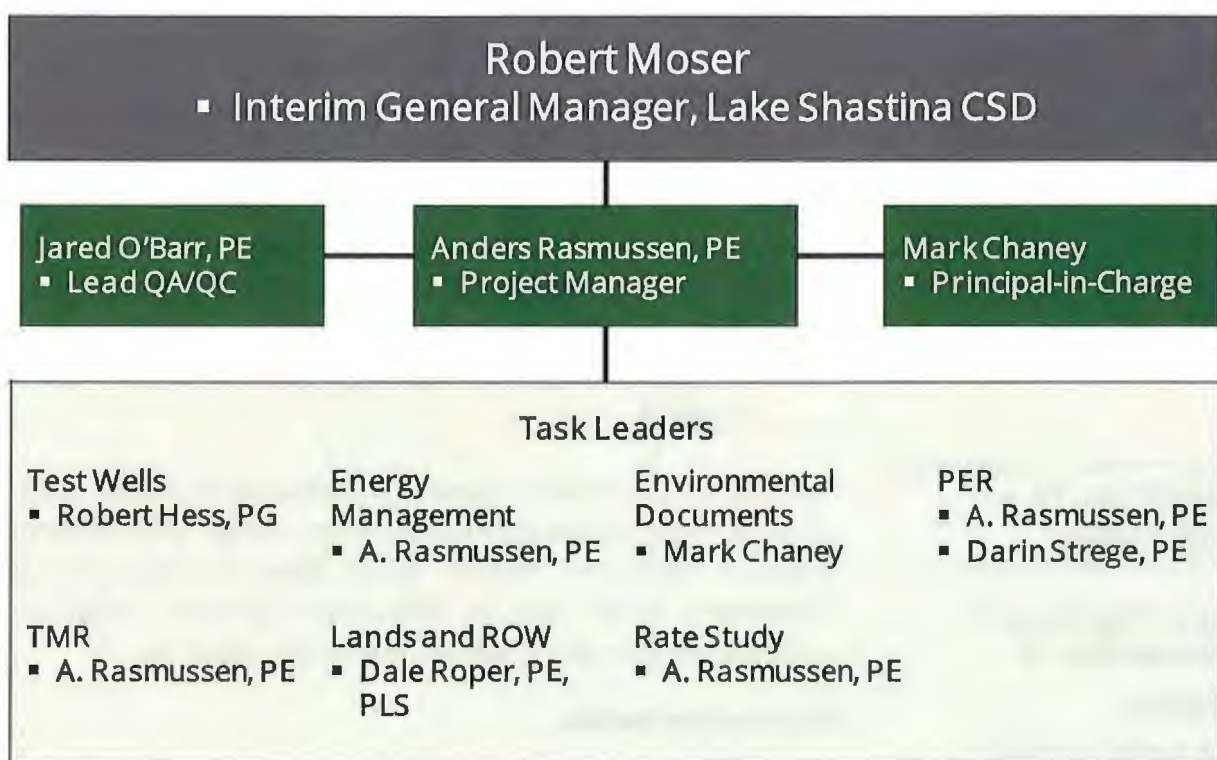 Robert Moser
▪ Interim General Manager, Lake Shastina CSD
Jared O'Barr, PE
▪ Lead QA/QC
Anders Rasmussen, PE
▪ Project Manager
Mark Chaney
▪ Principal-in-Charge
Task Leaders
Test Wells
▪ Robert Hess, PG
Energy
Management
▪ A. Rasmussen, PE
Environmental
Documents
▪ Mark Chaney
PER
▪ A. Rasmussen, PE
▪ Darin Strege, PE
TMR
▪ A. Rasmussen, PE
Lands and ROW
▪ Dale Roper, PE,
PLS
Rate Study
▪ A. Rasmussen, PE